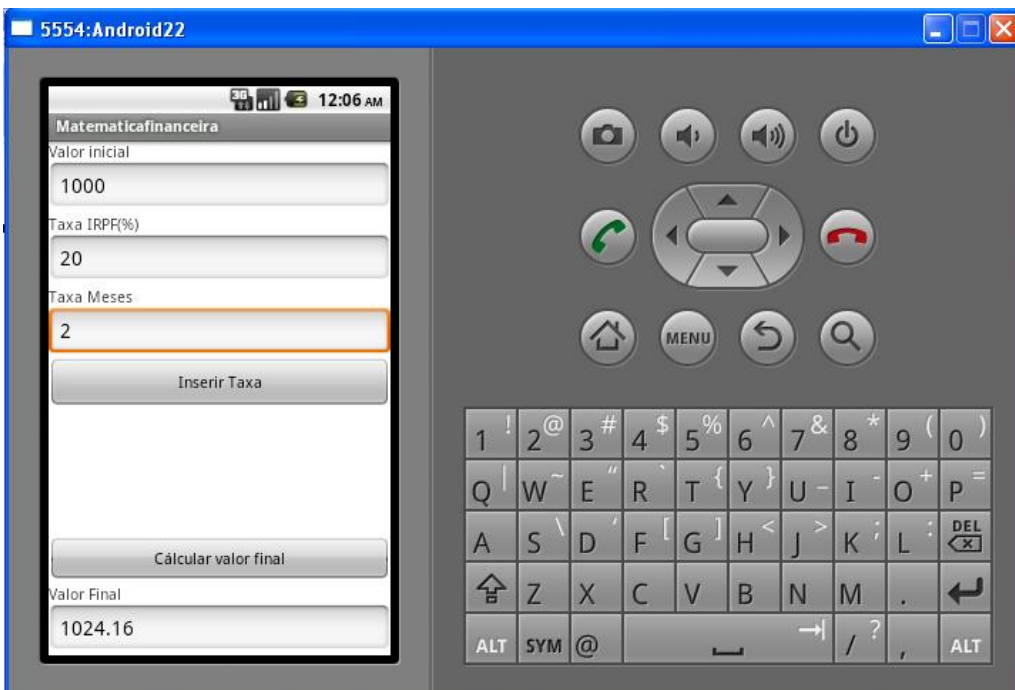 5554:Android22
3G 12:06 AM
Matematicafinanceira
Valor inicial
1000
Taxa IRPF(%)
20
Taxa Meses
2
Inserir Taxa
Cálcular valor final
Valor Final
1024.16
MENU
1 ! 2 @ 3 # 4 $ 5 % 6 ^ 7 & 8 * 9 ( 0 )
Q | W ~ E " R ` T { Y } U _ I - O + P =
A S \ D ' F [ G ] H < J > K ; L : DEL
Z X C V B N M .
ALT SYM @ / ? , ALT